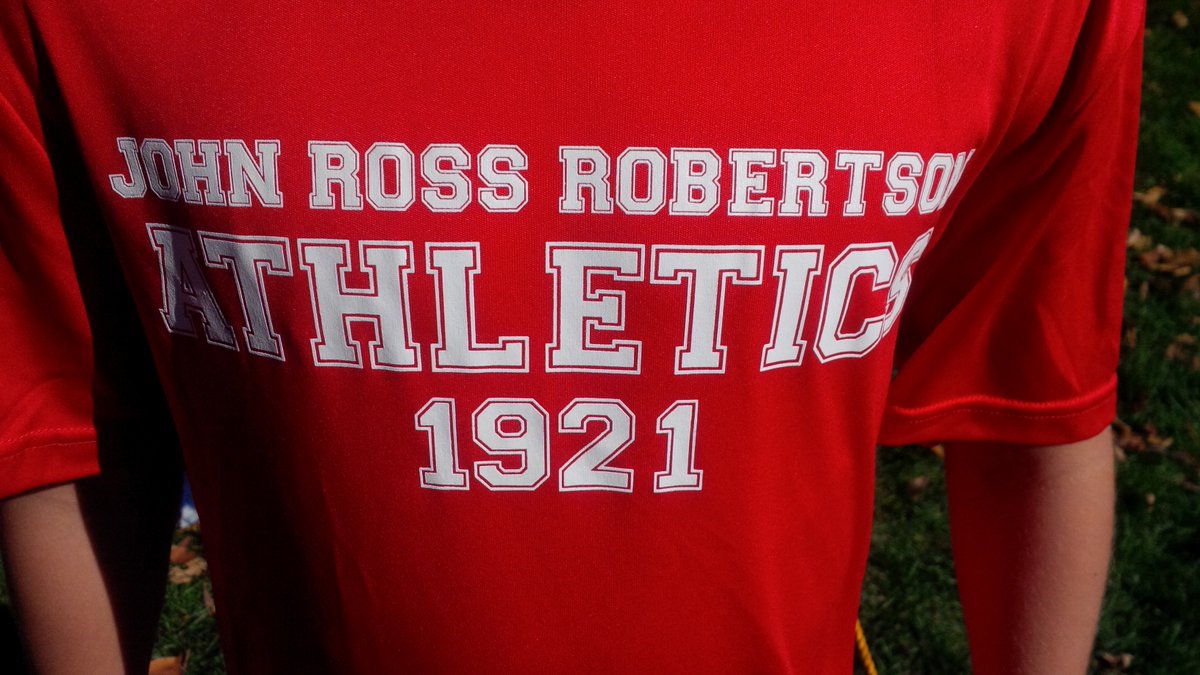 JOHN ROSS ROBERTSON
ATHLETICS
1921